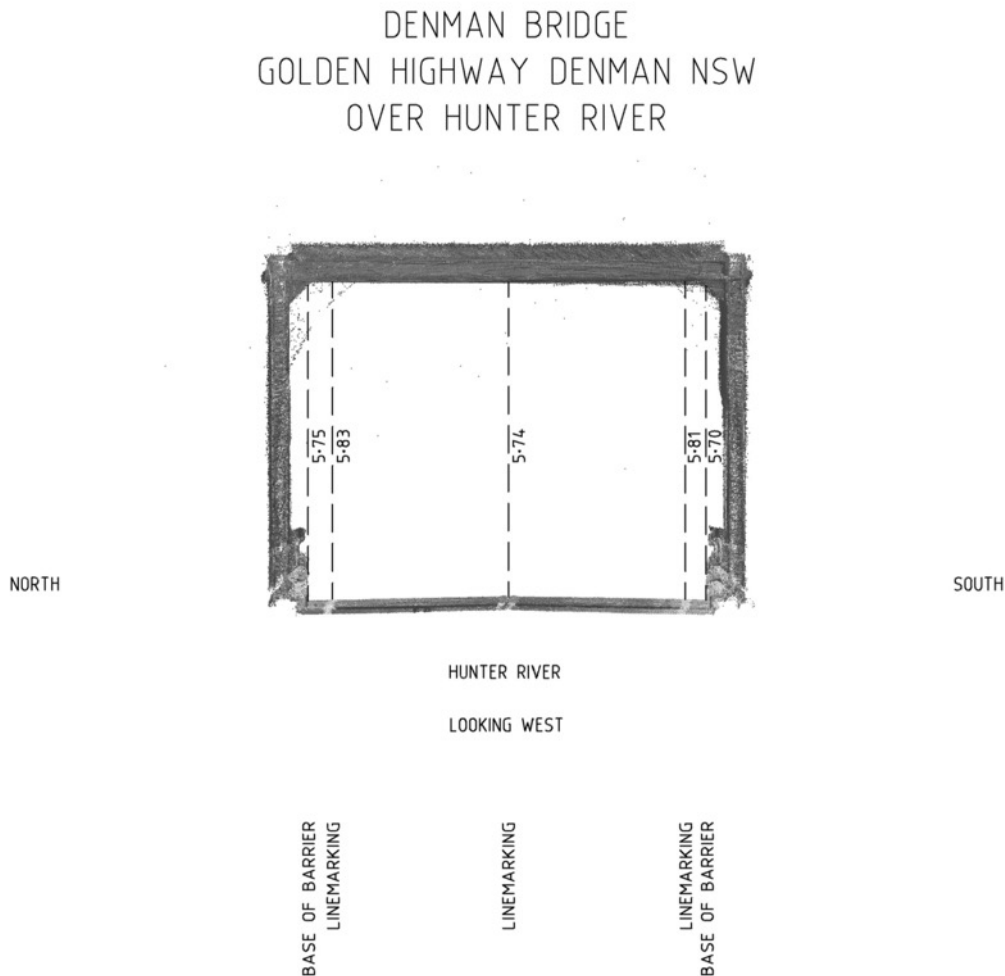 DENMAN BRIDGE
GOLDEN HIGHWAY DENMAN NSW
OVER HUNTER RIVER
5.75
5.83
5.74
5.81
5.70
NORTH
SOUTH
HUNTER RIVER
LOOKING WEST
BASE OF BARRIER
LINEMARKING
LINEMARKING
LINEMARKING
BASE OF BARRIER